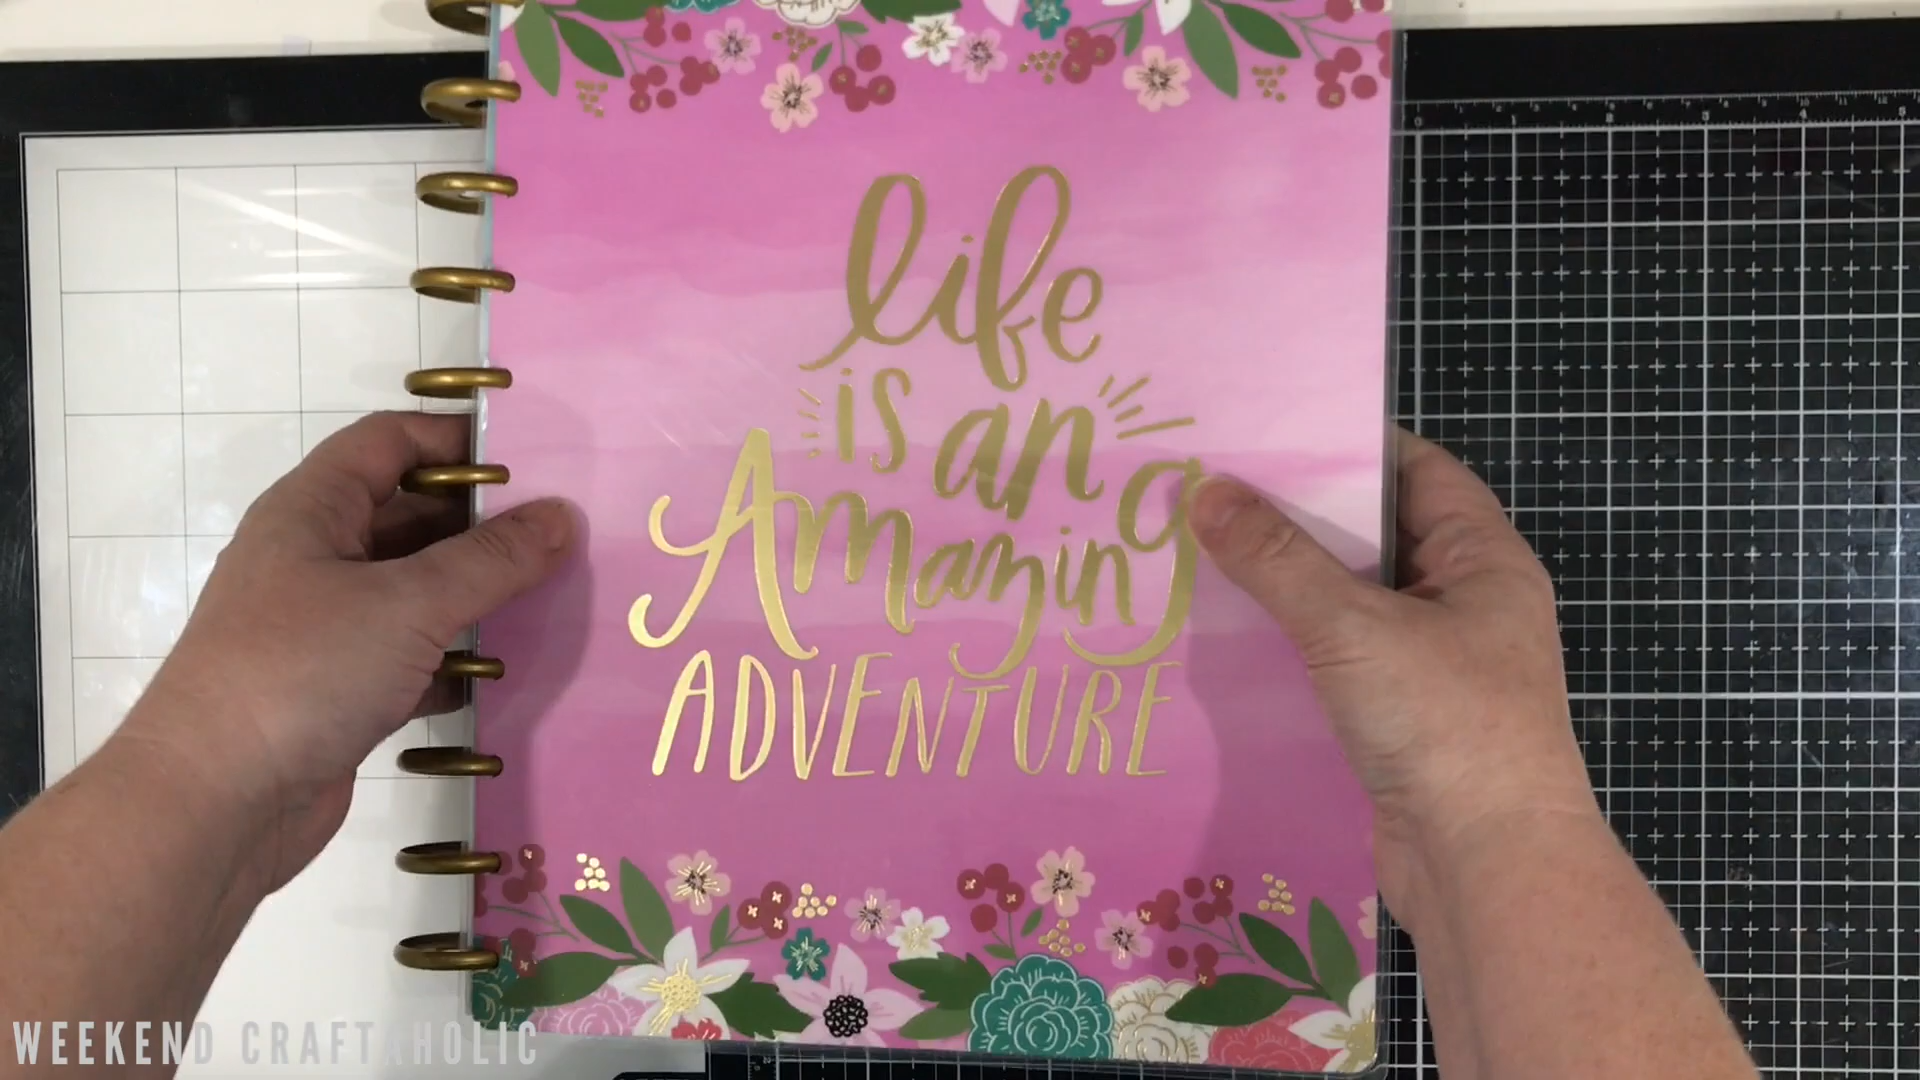 life
is an
Amazing
ADVENTURE
WEEKEND CRAFTAHOLIC